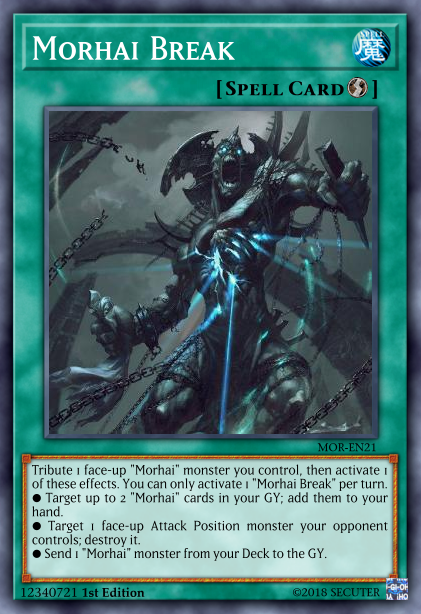 Morhai Break
魔
[Spell Card]
MOR-EN21
Tribute 1 face-up "Morhai" monster you control, then activate 1
of these effects. You can only activate 1 "Morhai Break" per turn.
● Target up to 2 "Morhai" cards in your GY; add them to your
hand.
● Target 1 face-up Attack Position monster your opponent
controls; destroy it.
● Send 1 "Morhai" monster from your Deck to the GY.
12340721 1st Edition
©2018 SECUTER